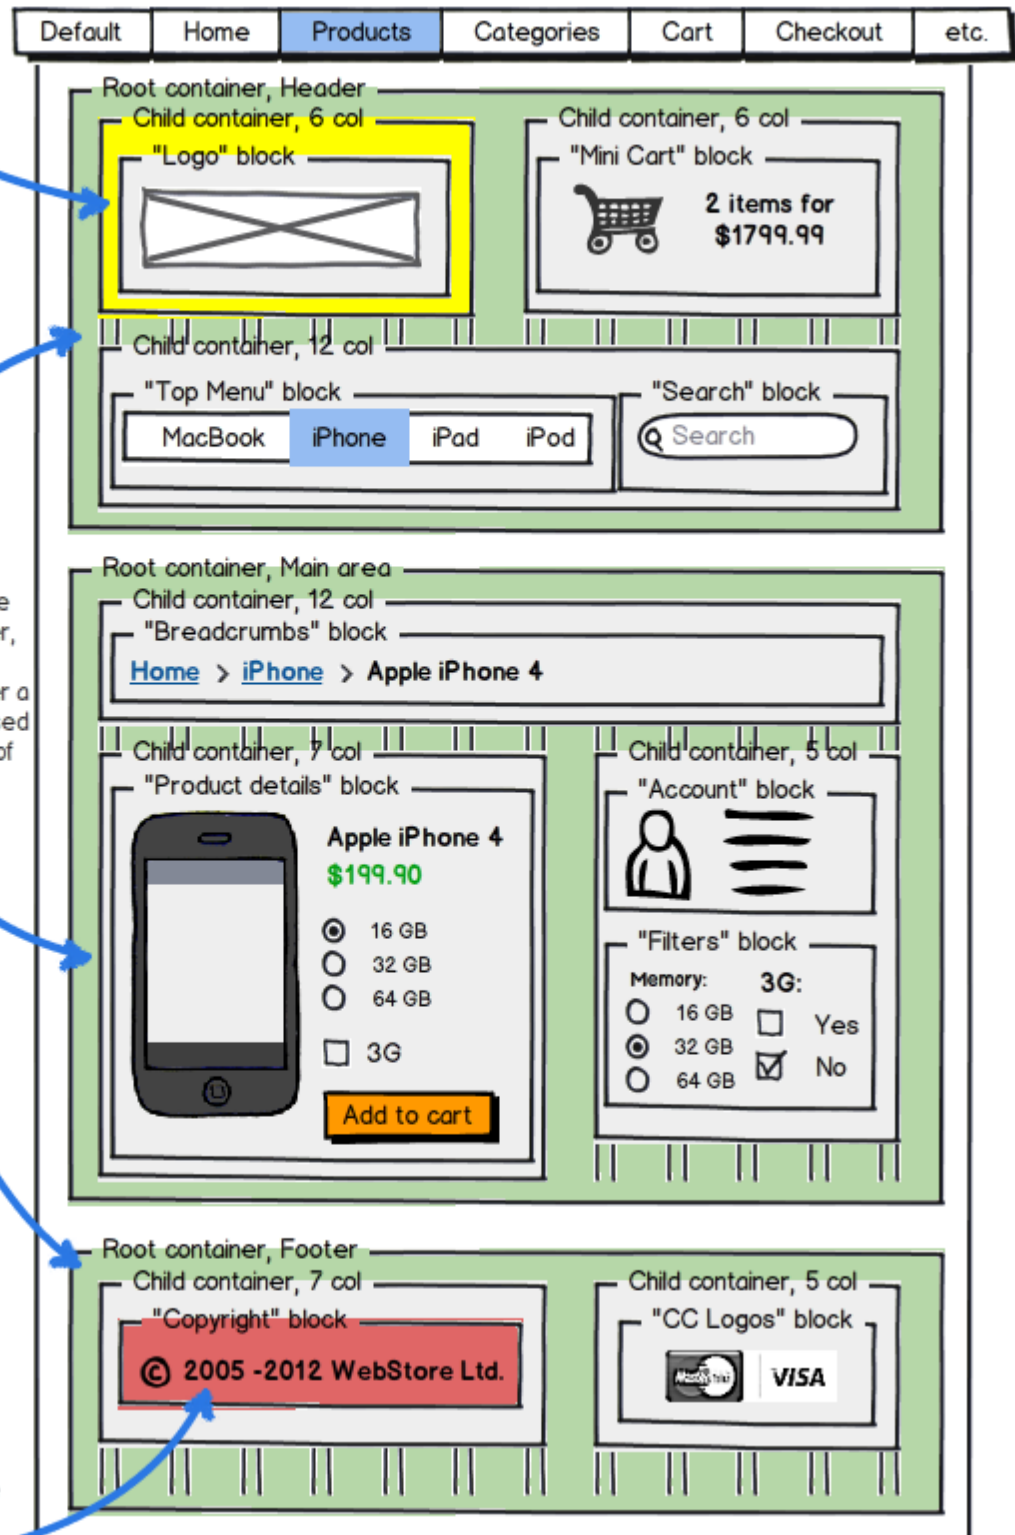 Default Home Products Categories Cart Checkout etc.
Root container, Header
Child container, 6 col
"Logo" block
Child container, 6 col
"Mini Cart" block
2 items for
$1799.99
Child container, 12 col
"Top Menu" block
MacBook iPhone iPad iPod
"Search" block
Search
Root container, Main area
Child container, 12 col
"Breadcrumbs" block
Home > iPhone > Apple iPhone 4
Child container, 7 col
"Product details" block
Apple iPhone 4
$199.90
16 GB
32 GB
64 GB
3G
Add to cart
Child container, 5 col
"Account" block
"Filters" block
Memory:
16 GB
32 GB
64 GB
3G:
Yes
No
Root container, Footer
Child container, 7 col
"Copyright" block
© 2005 -2012 WebStore Ltd.
Child container, 5 col
"CC Logos" block
VISA